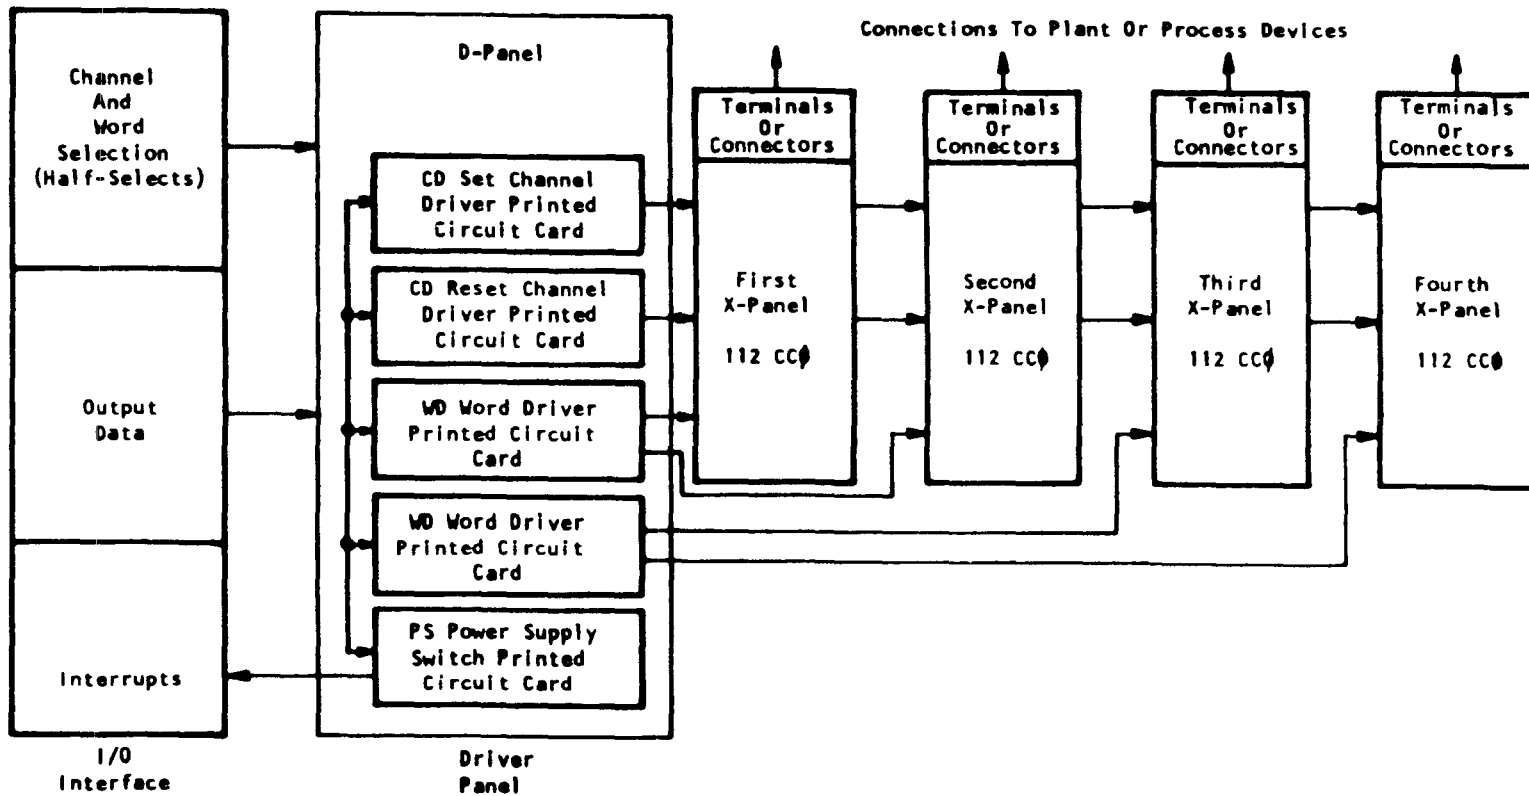 Connections To Plant Or Process Devices
Channel
And
Word
Selection
(Half-Selects)
Output
Data
Interrupts
I/O
Interface
D-Panel
CD Set Channel
Driver Printed
Circuit Card
CD Reset Channel
Driver Printed
Circuit Card
WD Word Driver
Printed Circuit
Card
WD Word Driver
Printed Circuit
Card
PS Power Supply
Switch Printed
Circuit Card
Driver
Panel
Terminals
Or
Connectors
First
X-Panel
112 CCϕ
Terminals
Or
Connectors
Second
X-Panel
112 CCϕ
Terminals
Or
Connectors
Third
X-Panel
112 CCϕ
Terminals
Or
Connectors
Fourth
X-Panel
112 CCϕ